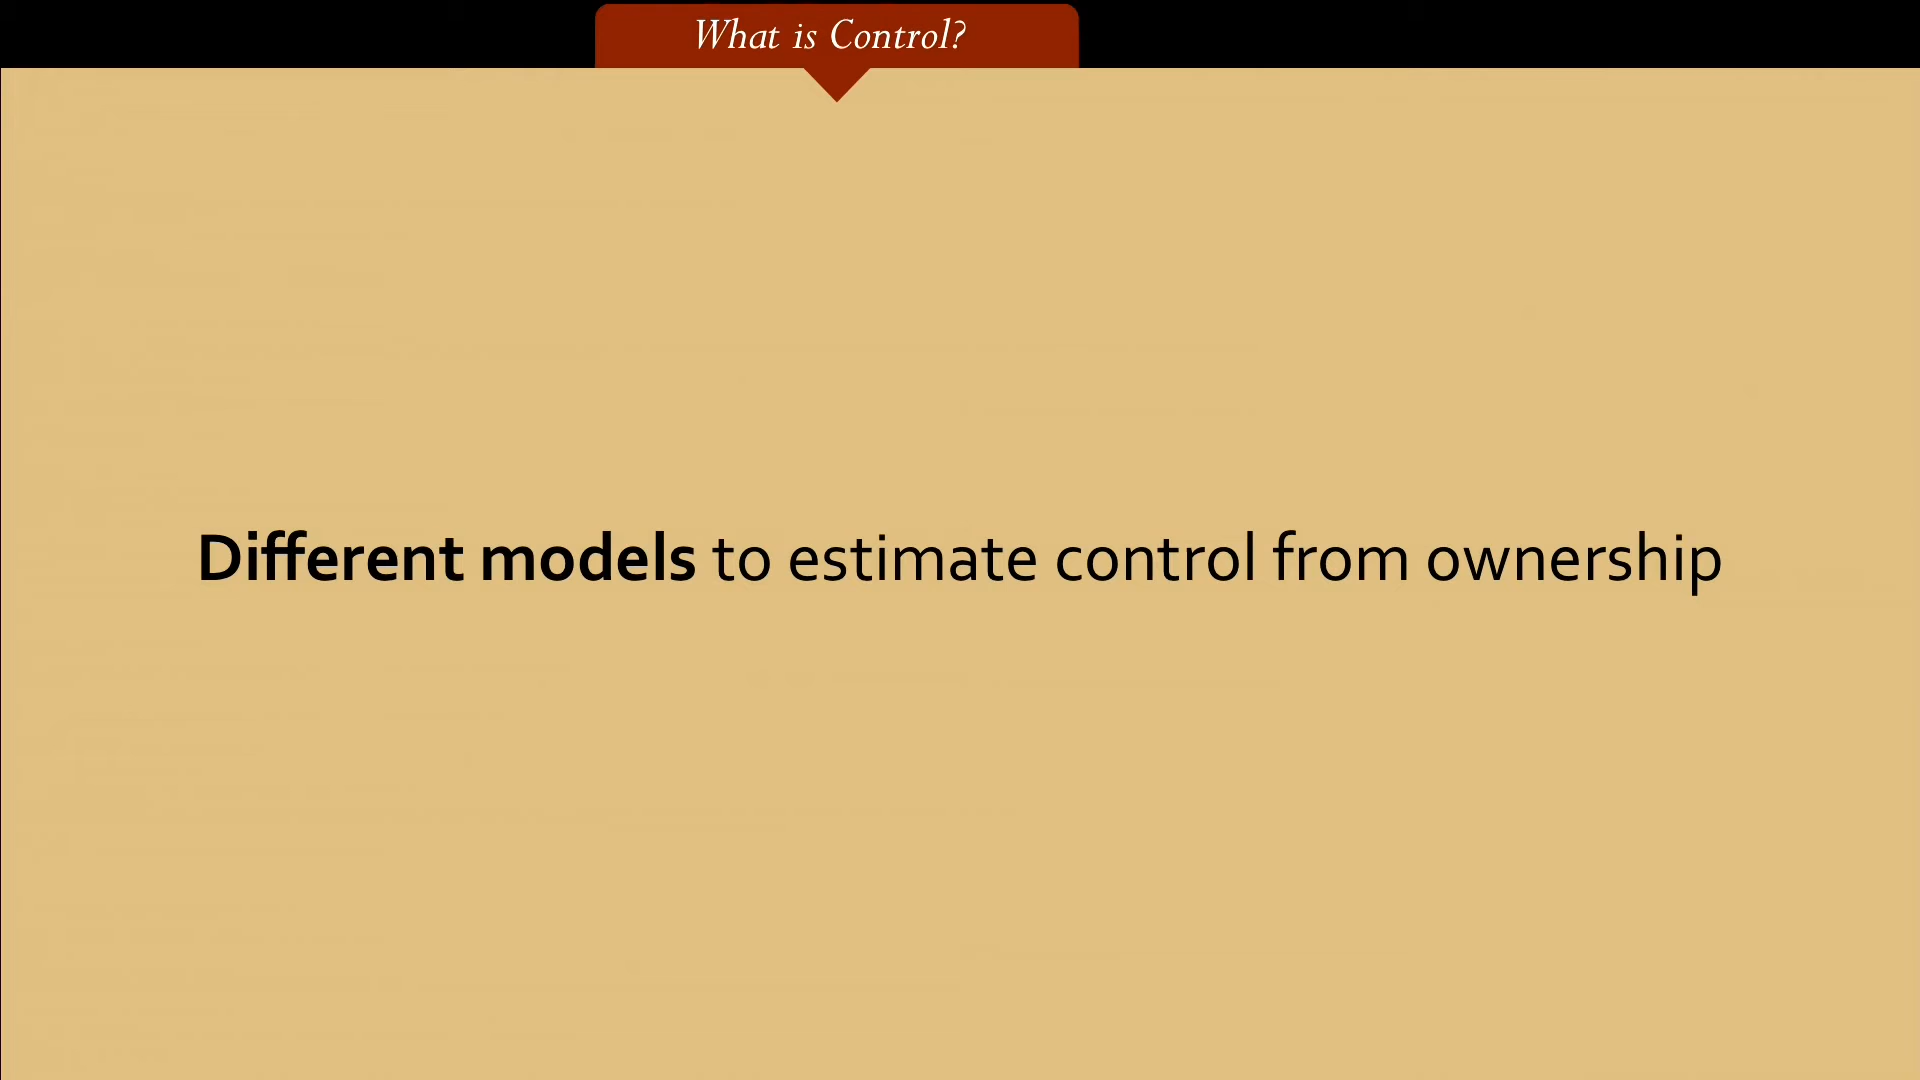 What is Control?
Different models to estimate control from ownership